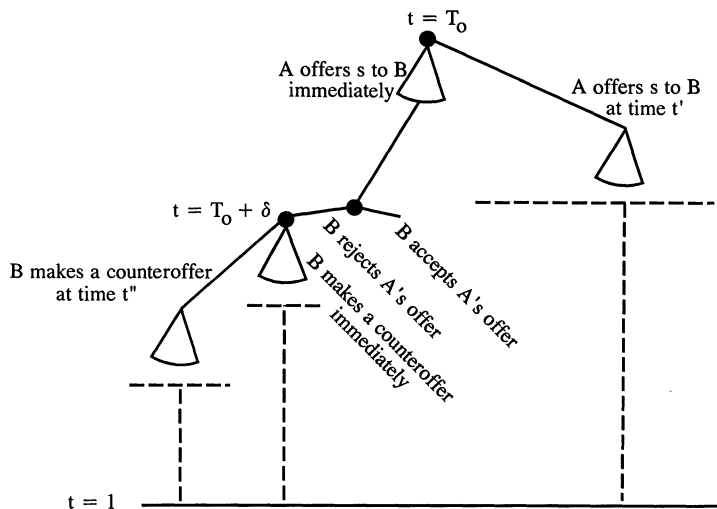 t = T₀
A offers s to B
immediately
A offers s to B
at time t'
t = T₀ + δ
B rejects A's offer
B accepts A's offer
B makes a counteroffer
at time t"
B makes a counteroffer
immediately
t = 1